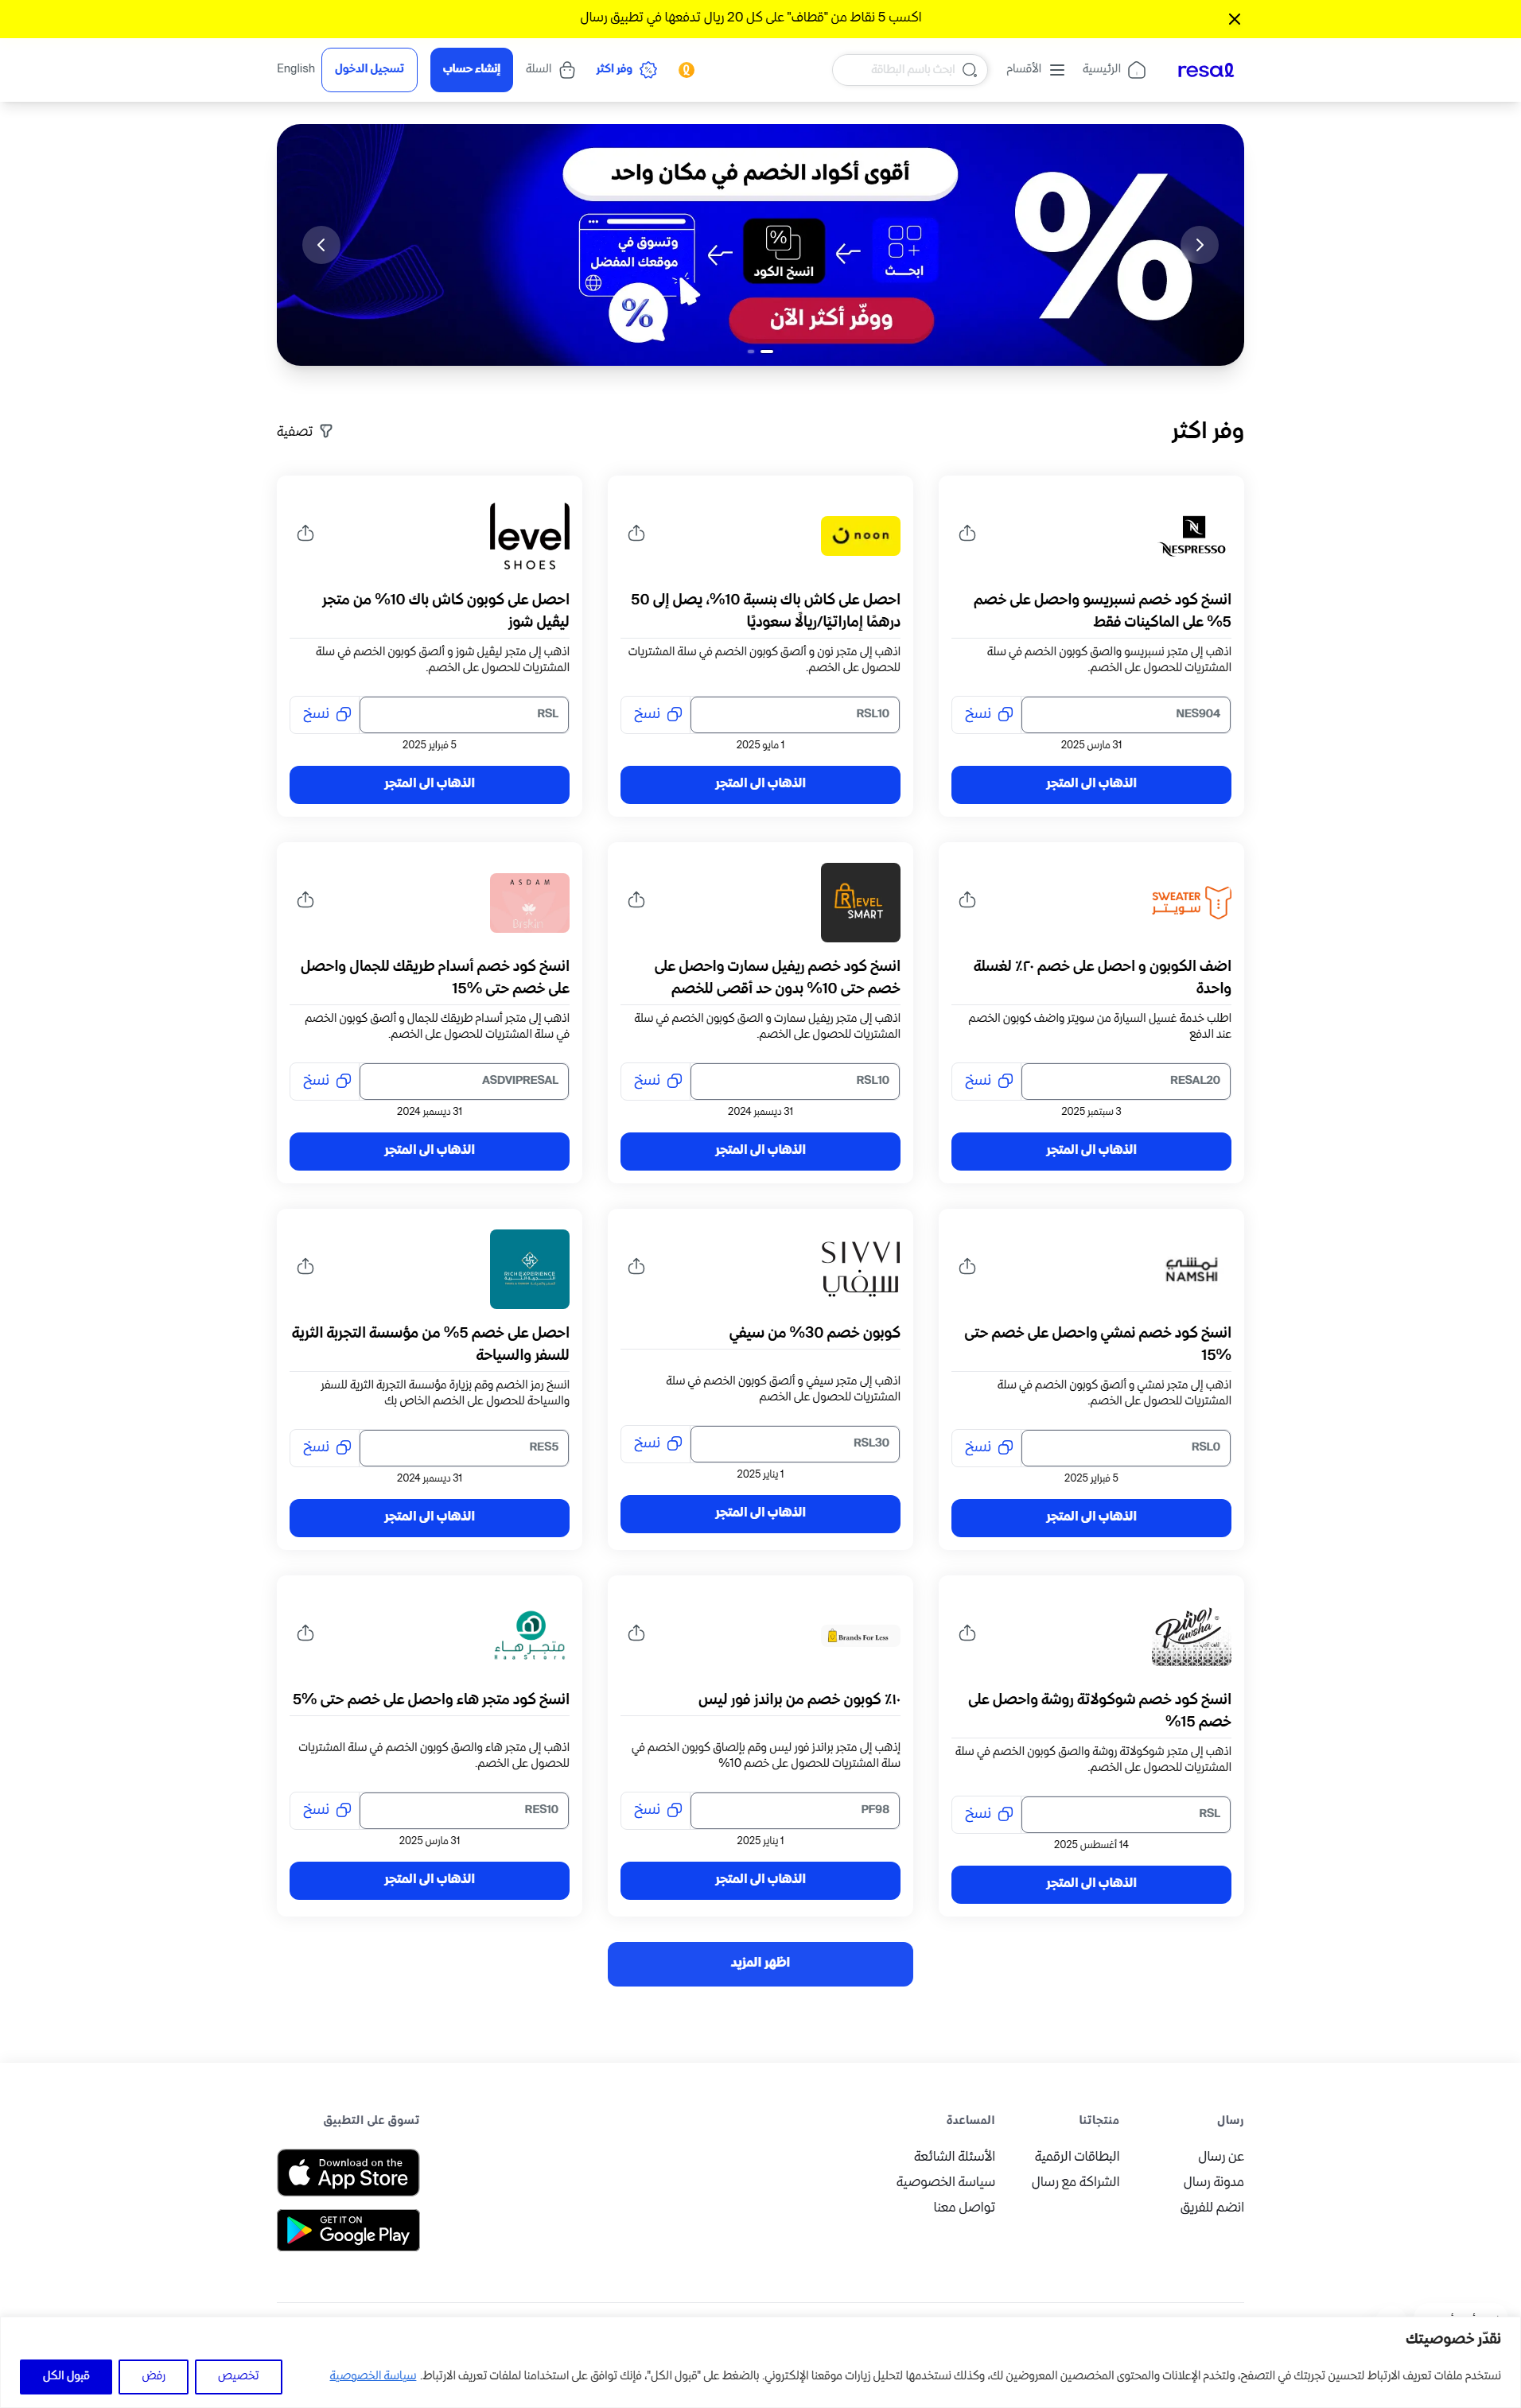 اكسب 5 نقاط من "قطاف" على كل 20 ريال تدفعها في تطبيق رسال
resal
الرئيسية
الأقسام
ابحث باسم البطاقة
وفر اكثر
السلة
إنشاء حساب
تسجيل الدخول
English
أقوى أكواد الخصم في مكان واحد
%
ابحـــث
%
انسخ الكود
وتسوق في
موقعك المفضل
%
ووفّر أكثر الآن
وفر اكثر
تصفية
NESPRESSO
انسخ كود خصم نسبريسو واحصل على خصم
5% على الماكينات فقط
اذهب إلى متجر نسبريسو والصق كوبون الخصم في سلة
المشتريات للحصول على الخصم.
NES904
نسخ
31 مارس 2025
الذهاب الى المتجر
noon
احصل على كاش باك بنسبة 10%، يصل إلى 50
درهمًا إماراتيًا/ريالًا سعوديًا
اذهب إلى متجر نون و ألصق كوبون الخصم في سلة المشتريات
للحصول على الخصم.
RSL10
نسخ
1 مايو 2025
الذهاب الى المتجر
level
SHOES
احصل على كوبون كاش باك 10% من متجر
ليڤيل شوز
اذهب إلى متجر ليڤيل شوز و ألصق كوبون الخصم في سلة
المشتريات للحصول على الخصم.
RSL
نسخ
5 فبراير 2025
الذهاب الى المتجر
SWEATER
سويتر
اضف الكوبون و احصل على خصم ٢٠٪ لغسلة
واحدة
اطلب خدمة غسيل السيارة من سويتر واضف كوبون الخصم
عند الدفع
RESAL20
نسخ
3 سبتمبر 2025
الذهاب الى المتجر
REVEL
SMART
انسخ كود خصم ريفيل سمارت واحصل على
خصم حتى 10% بدون حد أقصى للخصم
اذهب إلى متجر ريفيل سمارت و الصق كوبون الخصم في سلة
المشتريات للحصول على الخصم.
RSL10
نسخ
31 ديسمبر 2024
الذهاب الى المتجر
ASDAM
انسخ كود خصم أسدام طريقك للجمال واحصل
على خصم حتى %15
اذهب إلى متجر أسدام طريقك للجمال و ألصق كوبون الخصم
في سلة المشتريات للحصول على الخصم.
ASDVIPRESAL
نسخ
31 ديسمبر 2024
الذهاب الى المتجر
نمشي
NAMSHI
انسخ كود خصم نمشي واحصل على خصم حتى
%15
اذهب إلى متجر نمشي و ألصق كوبون الخصم في سلة
المشتريات للحصول على الخصم.
RSL0
نسخ
5 فبراير 2025
الذهاب الى المتجر
SIVVI
سيفي
كوبون خصم 30% من سيفي
اذهب إلى متجر سيفي و ألصق كوبون الخصم في سلة
المشتريات للحصول على الخصم
RSL30
نسخ
1 يناير 2025
الذهاب الى المتجر
RICH EXPERIENCE
احصل على خصم 5% من مؤسسة التجربة الثرية
للسفر والسياحة
انسخ رمز الخصم وقم بزيارة مؤسسة التجربة الثرية للسفر
والسياحة للحصول على الخصم الخاص بك
RES5
نسخ
31 ديسمبر 2024
الذهاب الى المتجر
روشة
Rawsha
انسخ كود خصم شوكولاتة روشة واحصل على
خصم 15%
اذهب إلى متجر شوكولاتة روشة والصق كوبون الخصم في سلة
المشتريات للحصول على الخصم.
RSL
نسخ
14 أغسطس 2025
الذهاب الى المتجر
Brands For Less
١٠٪ كوبون خصم من براندز فور ليس
إذهب إلى متجر براندز فور ليس وقم بإلصاق كوبون الخصم في
سلة المشتريات للحصول على خصم 10%
PF98
نسخ
1 يناير 2025
الذهاب الى المتجر
متجر هاء
Haa Store
انسخ كود متجر هاء واحصل على خصم حتى %5
اذهب إلى متجر هاء والصق كوبون الخصم في سلة المشتريات
للحصول على الخصم.
RES10
نسخ
31 مارس 2025
الذهاب الى المتجر
اظهر المزيد
رسال
عن رسال
مدونة رسال
انضم للفريق
منتجاتنا
البطاقات الرقمية
الشراكة مع رسال
المساعدة
الأسئلة الشائعة
سياسة الخصوصية
تواصل معنا
تسوق على التطبيق
Download on the
App Store
GET IT ON
Google Play
نقدّر خصوصيتك
نستخدم ملفات تعريف الارتباط لتحسين تجربتك في التصفح، ولتخدم الإعلانات والمحتوى المخصصين المعروضين لك، وكذلك نستخدمها لتحليل زيارات موقعنا الإلكتروني. بالضغط على "قبول الكل"، فإنك توافق على استخدامنا لملفات تعريف الارتباط. سياسة الخصوصية
تخصيص
رفض
قبول الكل